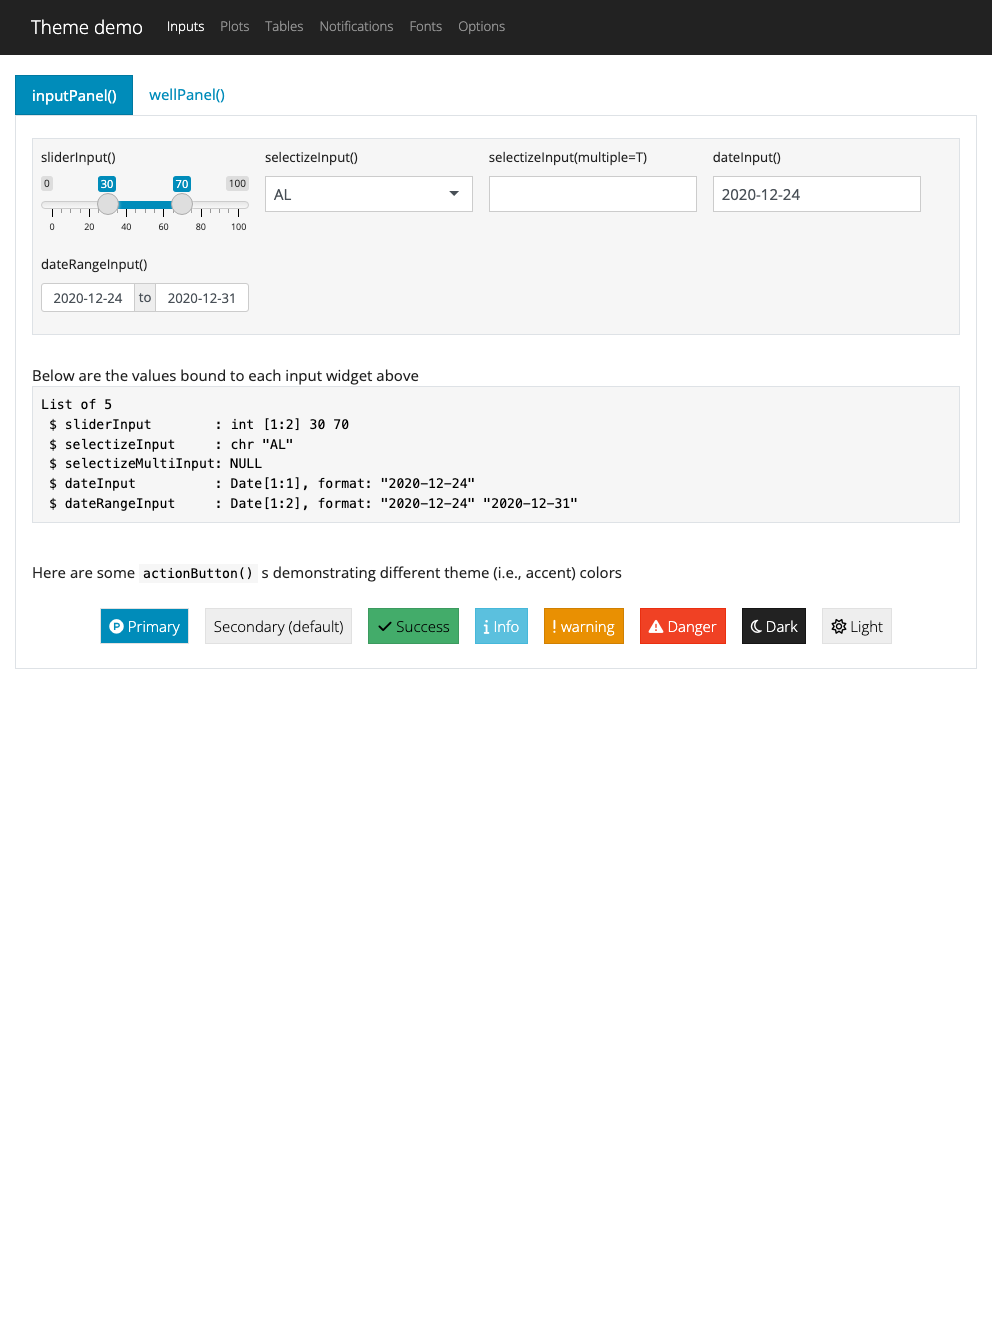 Theme demo Inputs Plots Tables Notifications Fonts Options
inputPanel() wellPanel()
sliderInput() selectizeInput() selectizeInput(multiple=T) dateInput()
0 30 70 100
AL 2020-12-24
0 20 40 60 80 100
dateRangeInput()
2020-12-24 to 2020-12-31
Below are the values bound to each input widget above
List of 5
 $ sliderInput        : int [1:2] 30 70
 $ selectizeInput     : chr "AL"
 $ selectizeMultiInput: NULL
 $ dateInput          : Date[1:1], format: "2020-12-24"
 $ dateRangeInput     : Date[1:2], format: "2020-12-24" "2020-12-31"
Here are some actionButton() s demonstrating different theme (i.e., accent) colors
Primary Secondary (default) Success Info warning Danger Dark Light